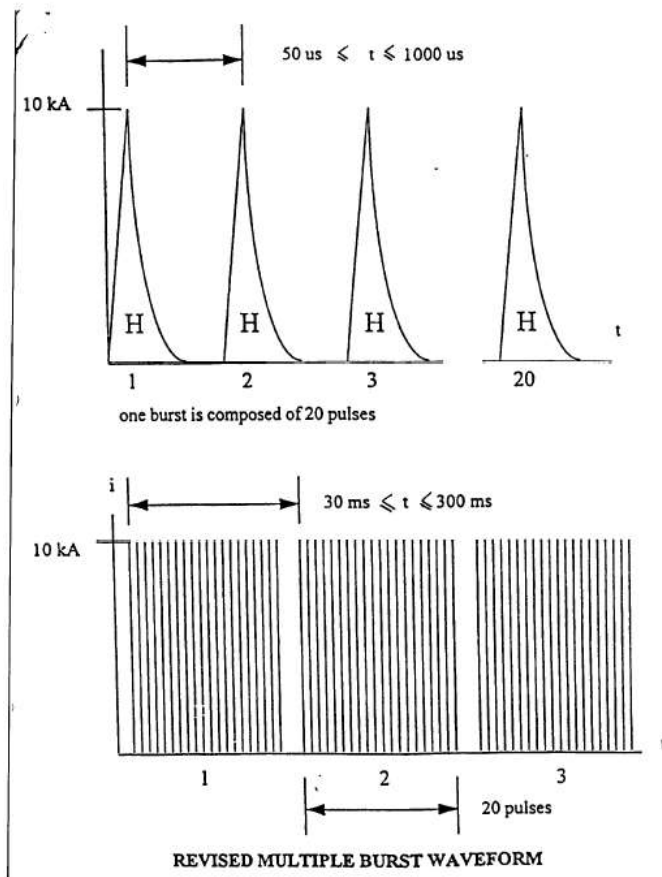 50 us ⩽ t ⩽ 1000 us
10 kA
H H H H
t
1 2 3 20
one burst is composed of 20 pulses
i
30 ms ⩽ t ⩽ 300 ms
10 kA
1 2 3
20 pulses
REVISED MULTIPLE BURST WAVEFORM